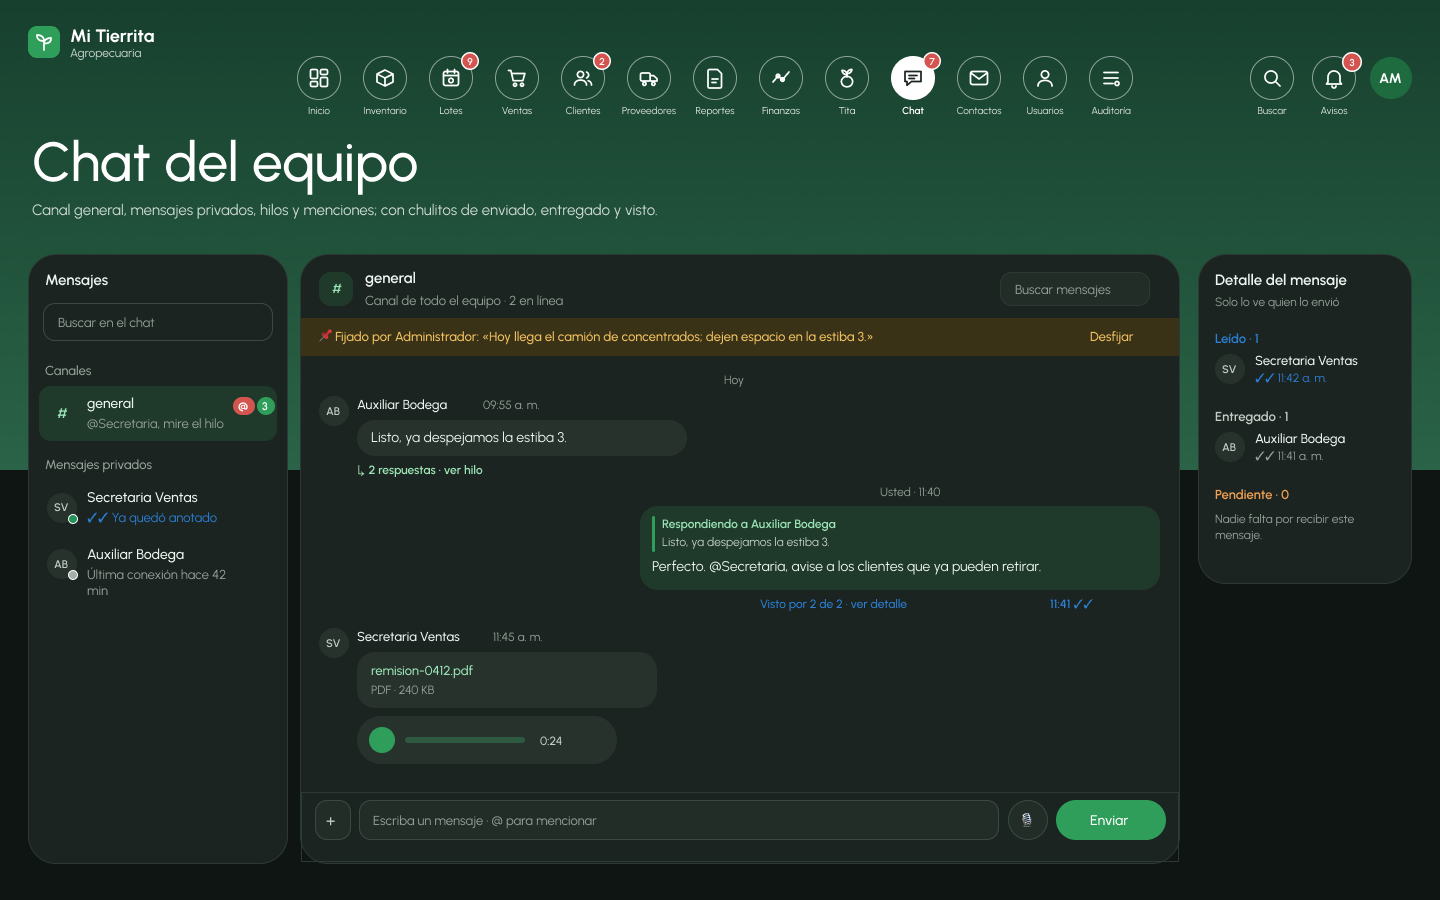 Mi Tierrita
Agropecuaria
9
2
7
3
AM
Inicio
Inventario
Lotes
Ventas
Clientes
Proveedores
Reportes
Finanzas
Tita
Chat
Contactos
Usuarios
Auditoría
Buscar
Avisos
Chat del equipo
Canal general, mensajes privados, hilos y menciones; con chulitos de enviado, entregado y visto.
Mensajes
Buscar en el chat
Canales
#
general
@ 3
@Secretaria, mire el hilo
Mensajes privados
SV
Secretaria Ventas
✓✓ Ya quedó anotado
AB
Auxiliar Bodega
Última conexión hace 42
min
#
general
Canal de todo el equipo · 2 en línea
Buscar mensajes
📌 Fijado por Administrador: «Hoy llega el camión de concentrados; dejen espacio en la estiba 3.»
Desfijar
Hoy
AB
Auxiliar Bodega 09:55 a. m.
Listo, ya despejamos la estiba 3.
↳ 2 respuestas · ver hilo
Usted · 11:40
Respondiendo a Auxiliar Bodega
Listo, ya despejamos la estiba 3.
Perfecto. @Secretaria, avise a los clientes que ya pueden retirar.
Visto por 2 de 2 · ver detalle
11:41 ✓✓
SV
Secretaria Ventas 11:45 a. m.
remision-0412.pdf
PDF · 240 KB
0:24
+
Escriba un mensaje · @ para mencionar
Enviar
Detalle del mensaje
Solo lo ve quien lo envió
Leído · 1
SV
Secretaria Ventas
✓✓ 11:42 a. m.
Entregado · 1
AB
Auxiliar Bodega
✓✓ 11:41 a. m.
Pendiente · 0
Nadie falta por recibir este
mensaje.